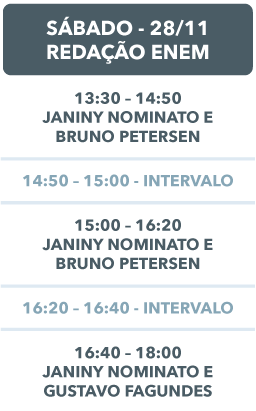 SÁBADO - 28/11
REDAÇÃO ENEM
13:30 – 14:50
JANINY NOMINATO E
BRUNO PETERSEN
14:50 – 15:00 - INTERVALO
15:00 – 16:20
JANINY NOMINATO E
BRUNO PETERSEN
16:20 – 16:40 - INTERVALO
16:40 – 18:00
JANINY NOMINATO E
GUSTAVO FAGUNDES